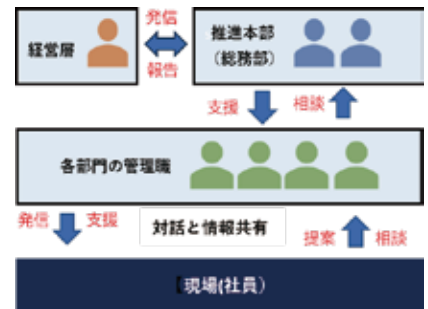 経営層
発信
報告
推進本部
(総務部)
支援
相談
各部門の管理職
発信
支援
対話と情報共有
提案
相談
現場(社員)